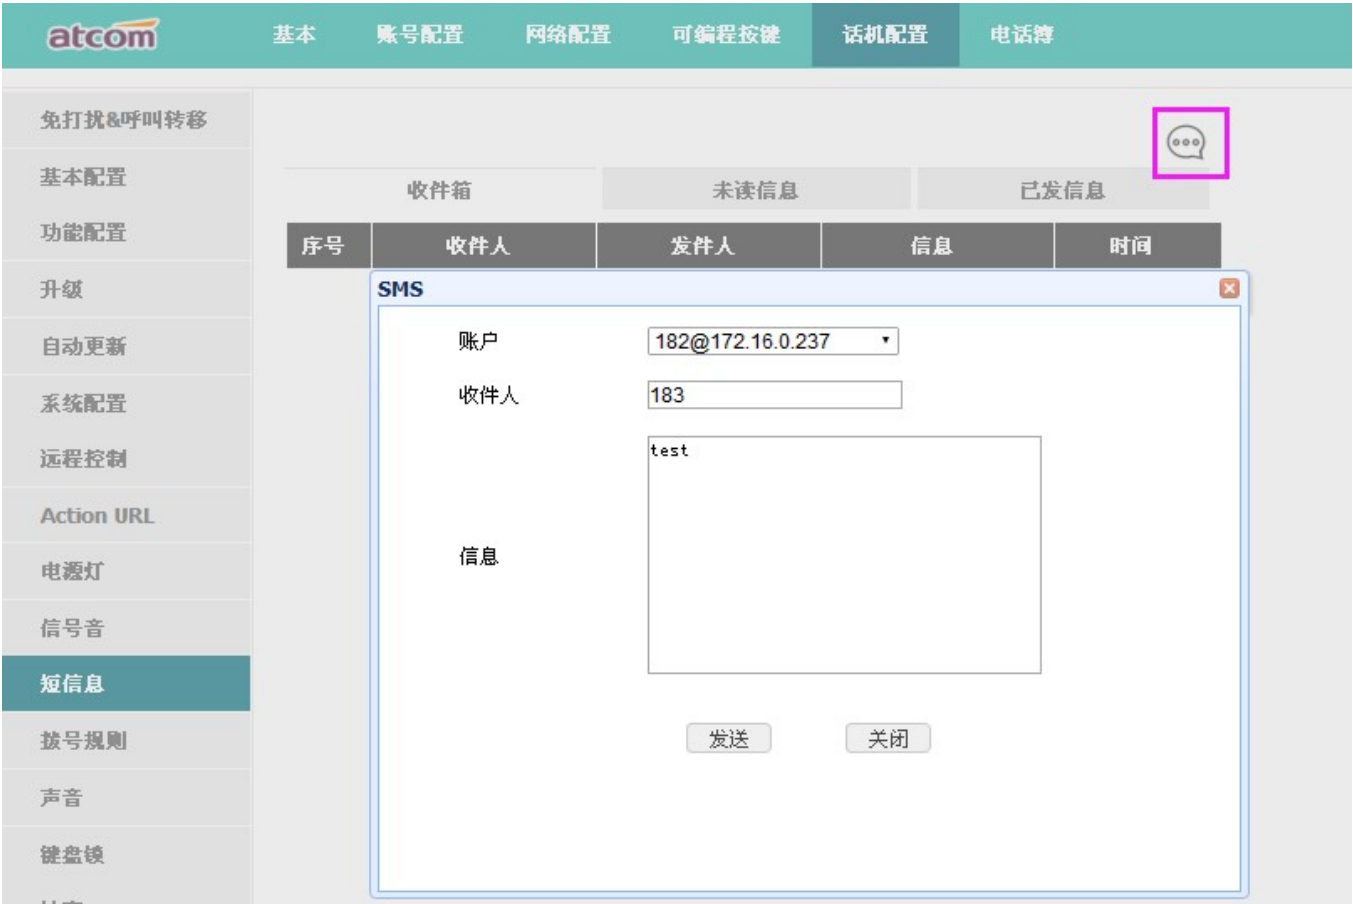 atcom
基本 账号配置 网络配置 可编程按键 话机配置 电话簿
免打扰&呼叫转移
基本配置
功能配置
升级
自动更新
系统配置
远程控制
Action URL
电源灯
信号音
短信息
拨号规则
声音
键盘锁
收件箱 未读信息 已发信息
序号 收件人 发件人 信息 时间
SMS
账户 182@172.16.0.237
收件人 183
信息 test
发送 关闭